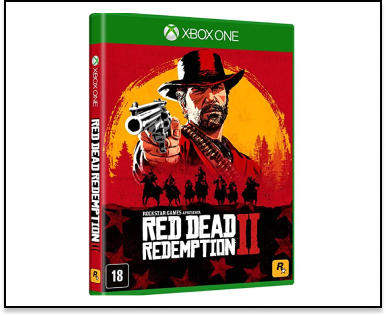 XBOX ONE
XBOX ONE
RED DEAD
REDEMPTION II
R
ROCKSTAR GAMES APRESENTA
RED DEAD
REDEMPTION II
18
R